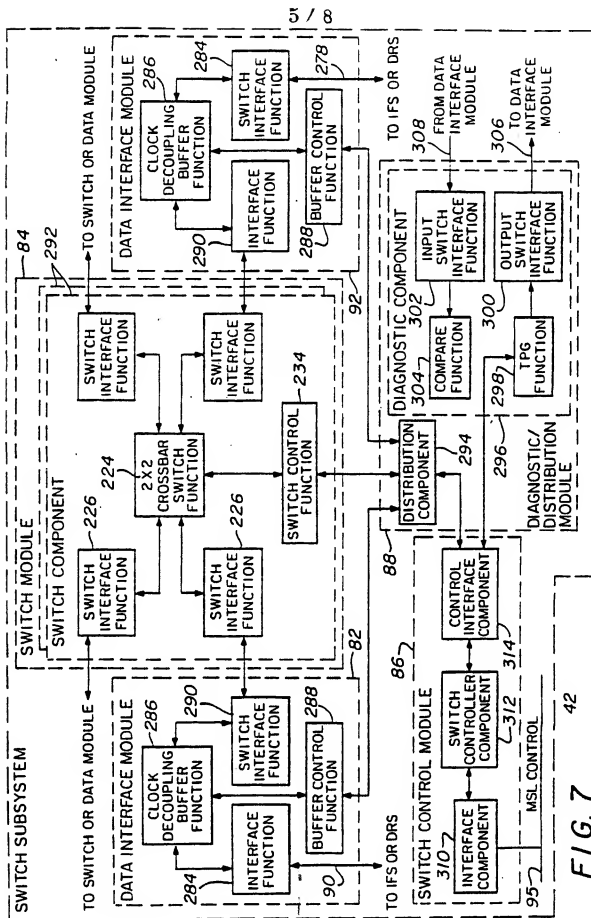 5/8
SWITCH SUBSYSTEM
SWITCH MODULE
84
292
SWITCH COMPONENT
TO SWITCH OR DATA MODULE
TO SWITCH OR DATA MODULE
226
SWITCH
INTERFACE
FUNCTION
SWITCH
INTERFACE
FUNCTION
224
2 X 2
CROSSBAR
SWITCH
FUNCTION
226
SWITCH
INTERFACE
FUNCTION
SWITCH
INTERFACE
FUNCTION
234
SWITCH CONTROL
FUNCTION
DATA INTERFACE MODULE
286
CLOCK
DECOUPLING
BUFFER
FUNCTION
284
SWITCH
INTERFACE
FUNCTION
290
INTERFACE
FUNCTION
288
BUFFER CONTROL
FUNCTION
278
TO IFS OR DRS
92
TO SWITCH OR DATA MODULE
DATA INTERFACE MODULE
286
CLOCK
DECOUPLING
BUFFER
FUNCTION
290
SWITCH
INTERFACE
FUNCTION
284
INTERFACE
FUNCTION
288
BUFFER CONTROL
FUNCTION
90
TO IFS OR DRS
82
SWITCH CONTROL MODULE
86
310
INTERFACE
COMPONENT
SWITCH
CONTROLLER
COMPONENT
312
CONTROL
INTERFACE
COMPONENT
314
95
MSL CONTROL
88
DISTRIBUTION
COMPONENT
294
DIAGNOSTIC/
DISTRIBUTION
MODULE
296
DIAGNOSTIC COMPONENT
304
COMPARE
FUNCTION
302
INPUT
SWITCH
INTERFACE
FUNCTION
298
TPG
FUNCTION
300
OUTPUT
SWITCH
INTERFACE
FUNCTION
308
FROM DATA
INTERFACE
MODULE
306
TO DATA
INTERFACE
MODULE
42
FIG. 7